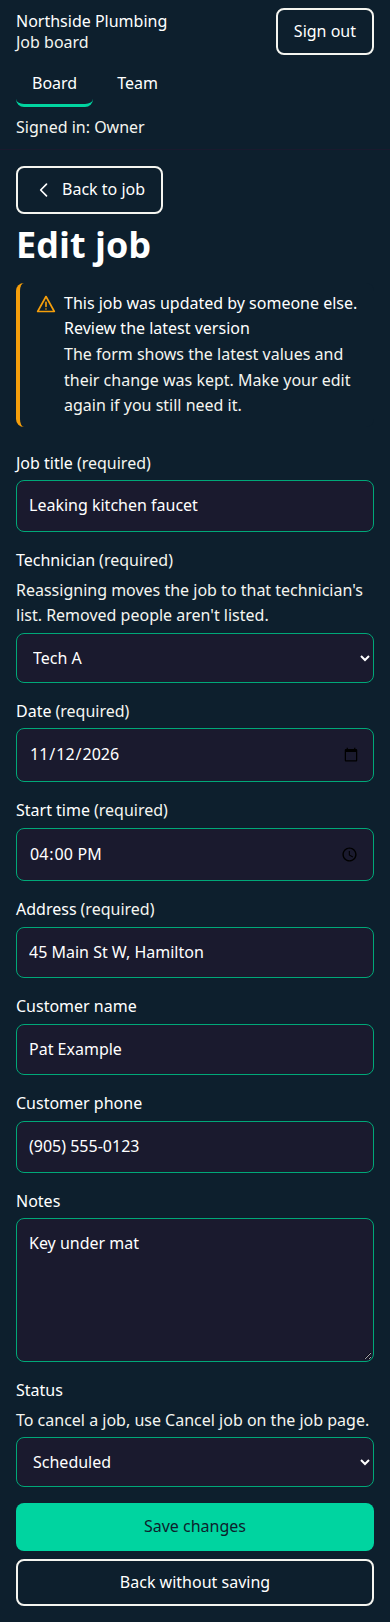 Northside Plumbing
Job board
Sign out
Board
Team
Signed in: Owner
Back to job
Edit job
This job was updated by someone else.
Review the latest version
The form shows the latest values and
their change was kept. Make your edit
again if you still need it.
Job title (required)
Leaking kitchen faucet
Technician (required)
Reassigning moves the job to that technician's
list. Removed people aren't listed.
Tech A
Date (required)
11/12/2026
Start time (required)
04:00 PM
Address (required)
45 Main St W, Hamilton
Customer name
Pat Example
Customer phone
(905) 555-0123
Notes
Key under mat
Status
To cancel a job, use Cancel job on the job page.
Scheduled
Save changes
Back without saving